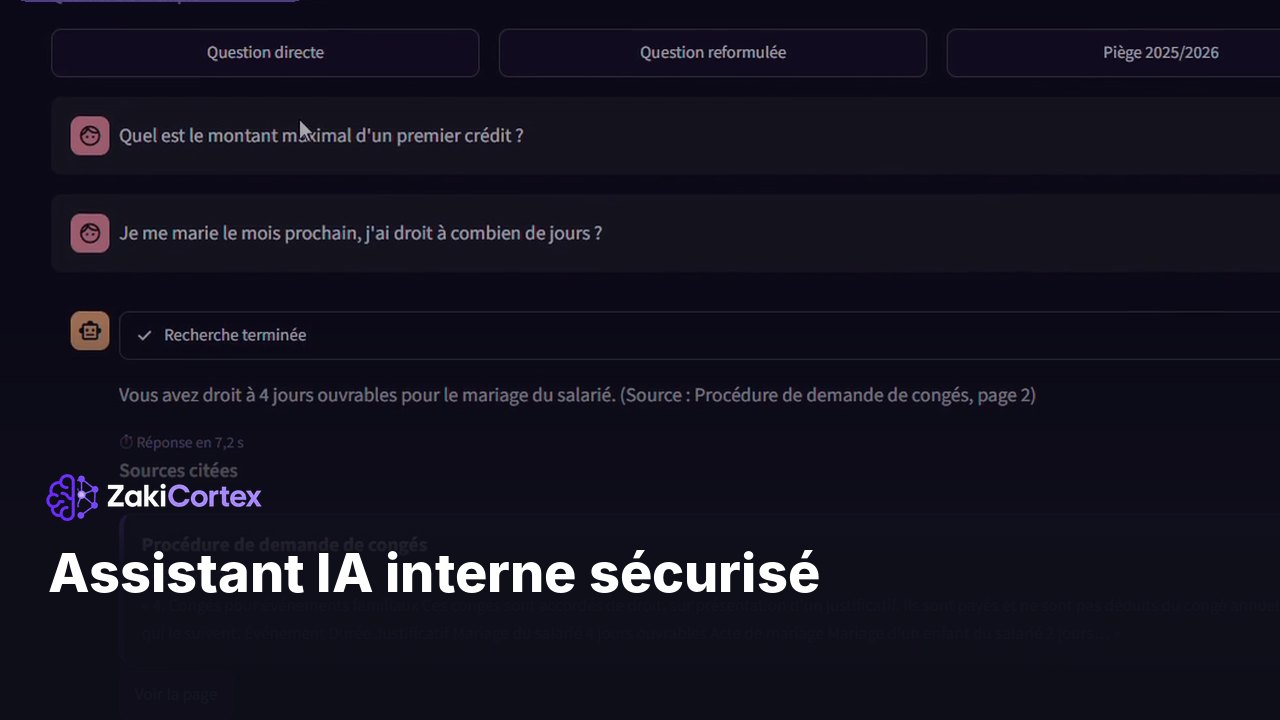 Question directe
Question reformulée
Piège 2025/2026
Quel est le montant maximal d'un premier crédit ?
Je me marie le mois prochain, j'ai droit à combien de jours ?
Recherche terminée
Vous avez droit à 4 jours ouvrables pour le mariage du salarié. (Source : Procédure de demande de congés, page 2)
Réponse en 7,2 s
Sources citées
ZakiCortex
Procédure de demande de congés
Assistant IA interne sécurisé
Voir la page